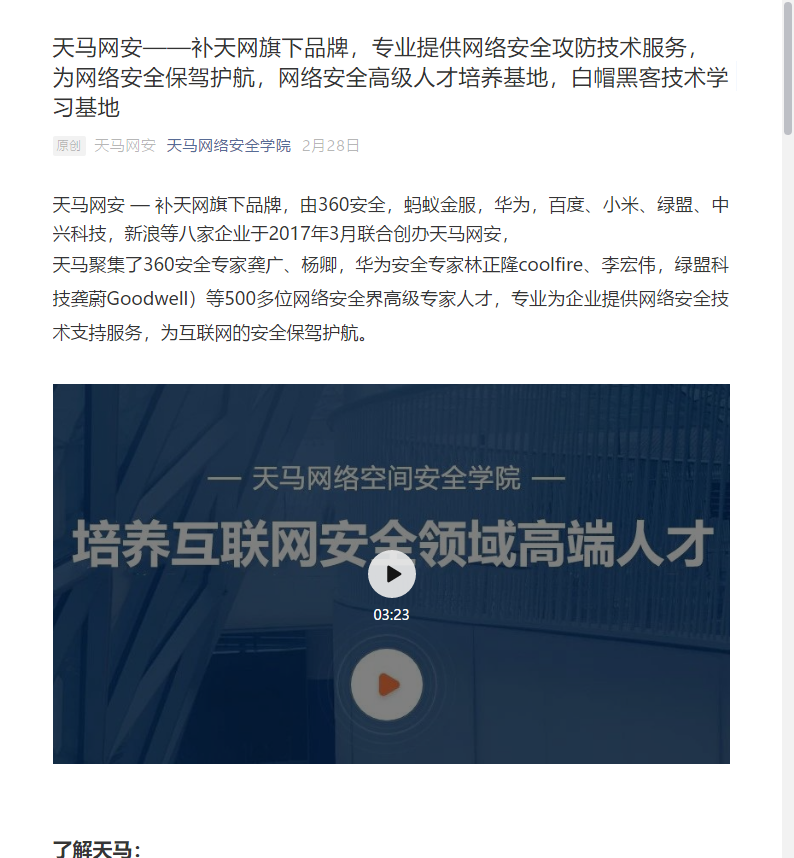 天马网安——补天网旗下品牌，专业提供网络安全攻防技术服务，
为网络安全保驾护航，网络安全高级人才培养基地，白帽黑客技术学
习基地
原创 天马网安 天马网络安全学院 2月28日
天马网安 — 补天网旗下品牌，由360安全，蚂蚁金服，华为，百度、小米、绿盟、中
兴科技，新浪等八家企业于2017年3月联合创办天马网安，
天马聚集了360安全专家龚广、杨卿，华为安全专家林正隆coolfire、李宏伟，绿盟科
技龚蔚Goodwell）等500多位网络安全界高级专家人才，专业为企业提供网络安全技
术支持服务，为互联网的安全保驾护航。
— 天马网络空间安全学院 —
培养互联网安全领域高端人才
03:23
了解天马：